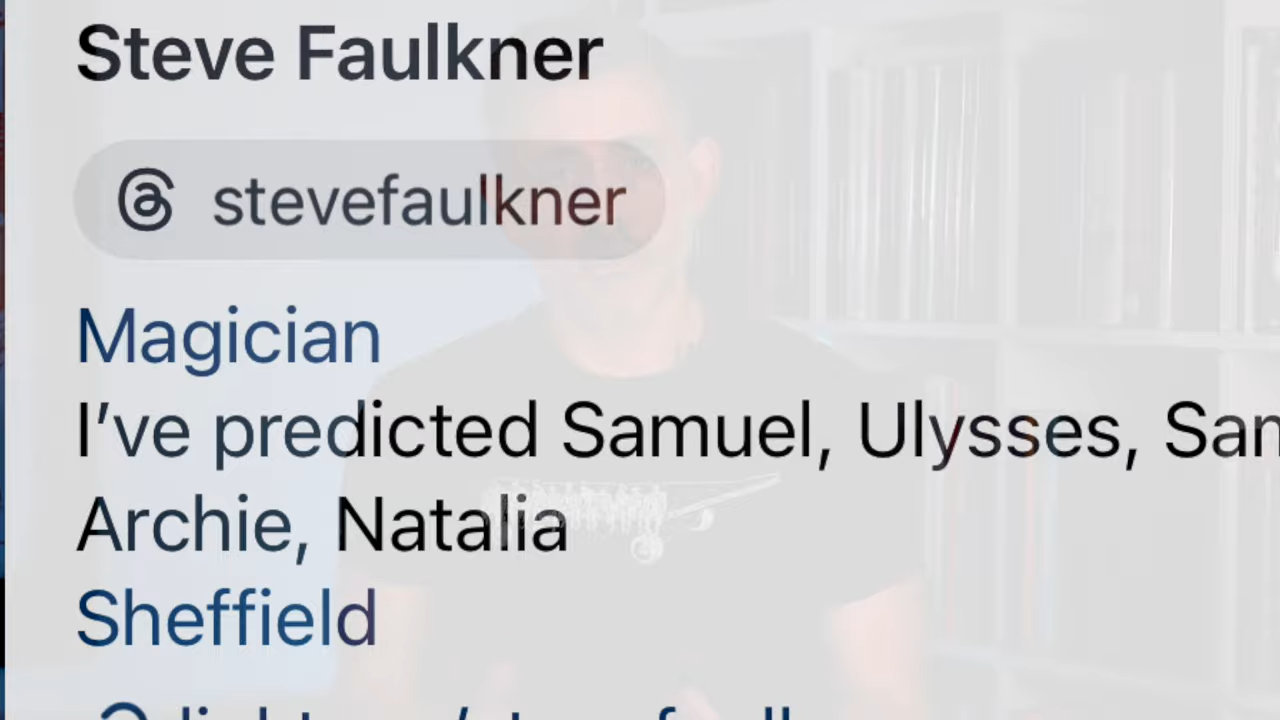 Steve Faulkner
stevefaulkner
Magician
I’ve predicted Samuel, Ulysses,
Archie, Natalia
Sheffield